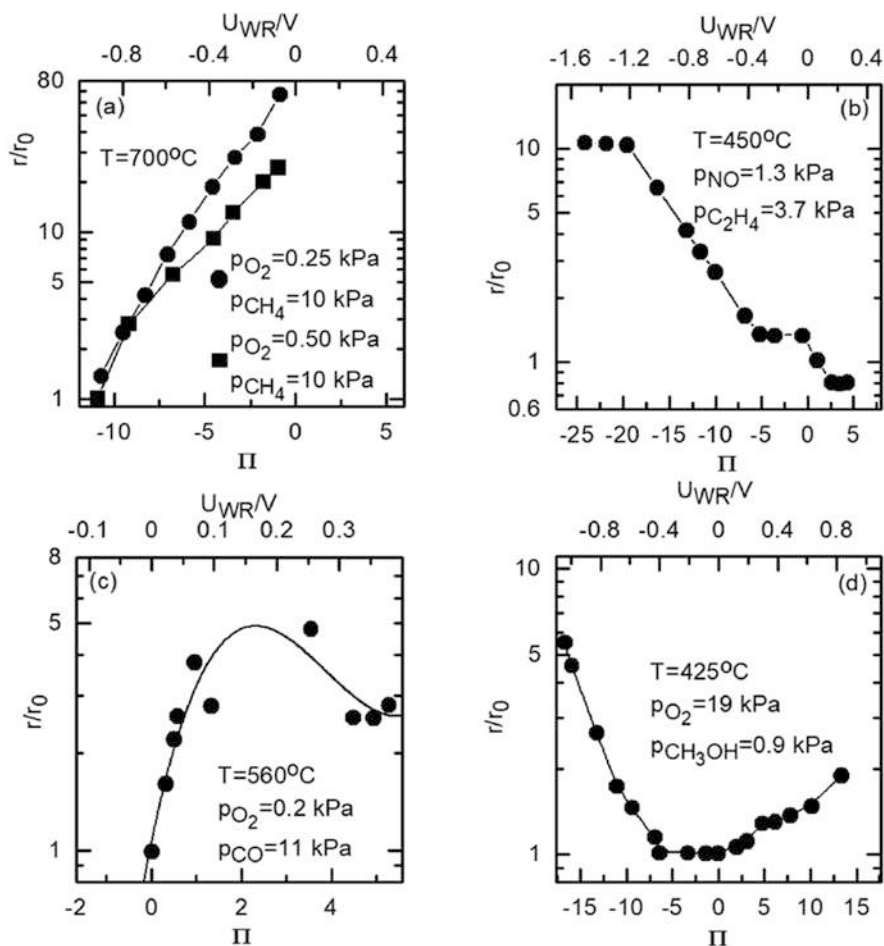 U_WR/V
-0.8 -0.4 0 0.4
80
(a)
T=700°C
r/r₀
10
5
1
p_O₂=0.25 kPa
p_CH₄=10 kPa
p_O₂=0.50 kPa
p_CH₄=10 kPa
-10 -5 0 5
Π
U_WR/V
-1.6 -1.2 -0.8 -0.4 0 0.4
(b)
T=450°C
p_NO=1.3 kPa
p_C₂H₄=3.7 kPa
r/r₀
10
5
1
0.6
-25 -20 -15 -10 -5 0 5
Π
U_WR/V
-0.1 0 0.1 0.2 0.3
8
(c)
5
r/r₀
1
T=560°C
p_O₂=0.2 kPa
p_CO=11 kPa
-2 0 2 4
Π
U_WR/V
-0.8 -0.4 0 0.4 0.8
10
(d)
5
r/r₀
1
T=425°C
p_O₂=19 kPa
p_CH₃OH=0.9 kPa
-15 -10 -5 0 5 10 15
Π